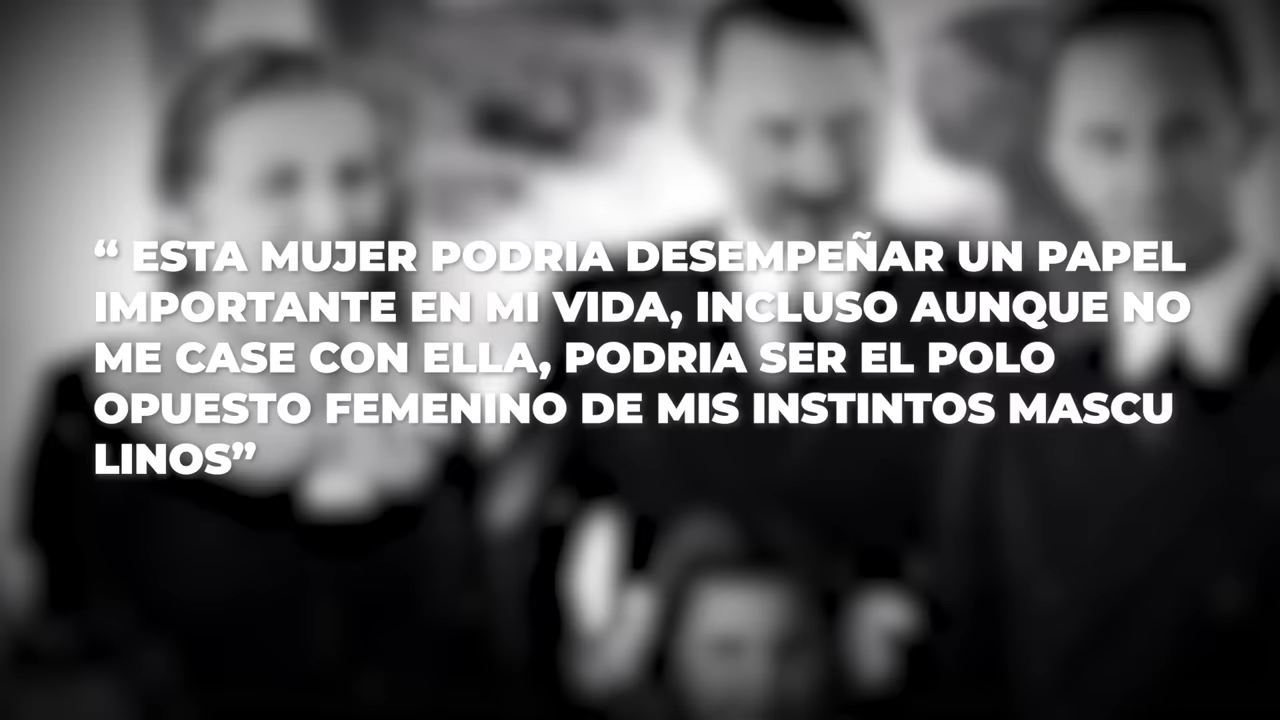 “ ESTA MUJER PODRIA DESEMPEÑAR UN PAPEL
IMPORTANTE EN MI VIDA, INCLUSO AUNQUE NO
ME CASE CON ELLA, PODRIA SER EL POLO
OPUESTO FEMENINO DE MIS INSTINTOS MASCU
LINOS”